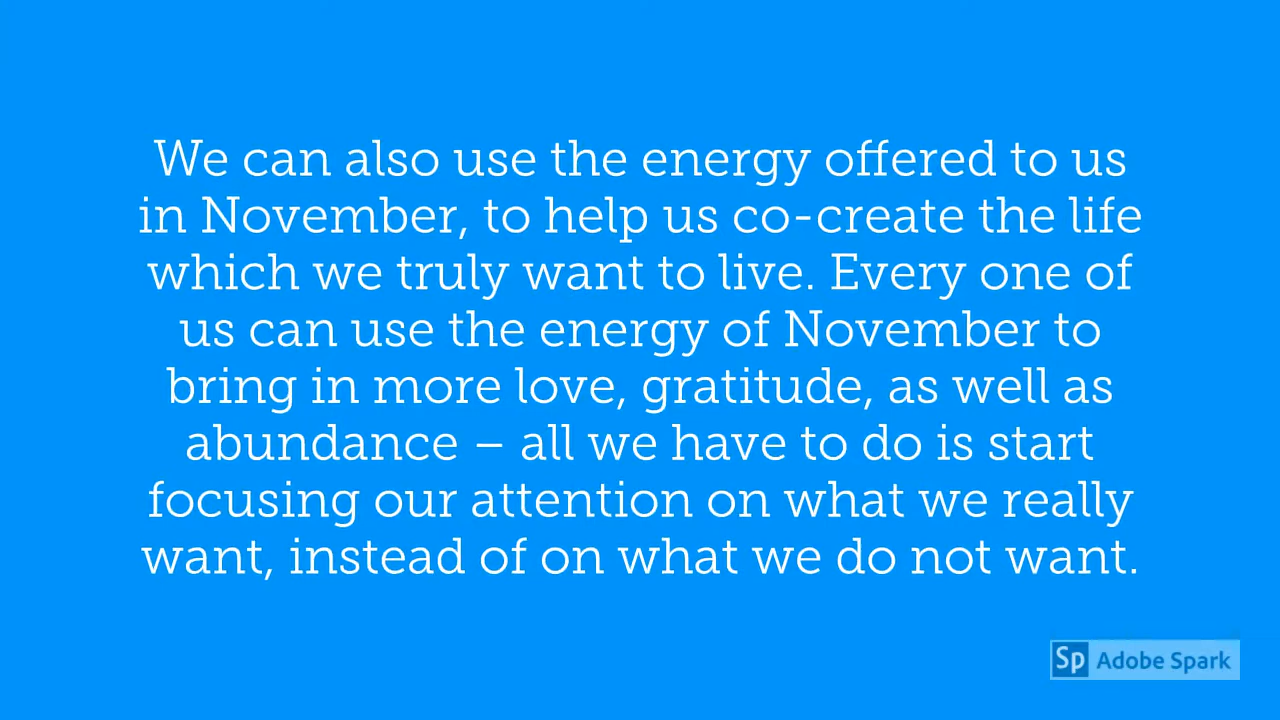 We can also use the energy offered to us
in November, to help us co-create the life
which we truly want to live. Every one of
us can use the energy of November to
bring in more love, gratitude, as well as
abundance – all we have to do is start
focusing our attention on what we really
want, instead of on what we do not want.
Sp Adobe Spark